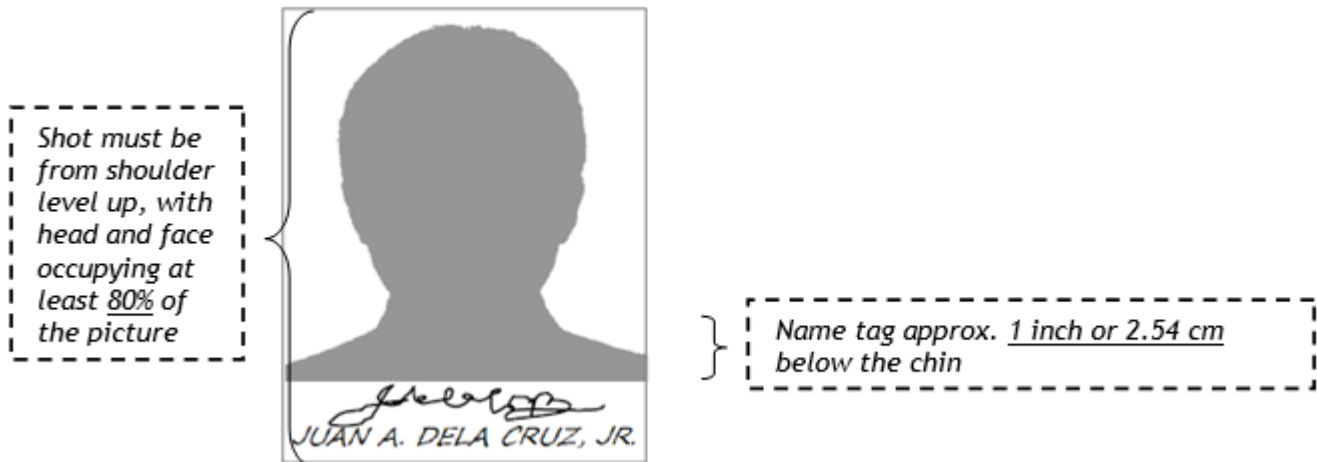 Shot must be
from shoulder
level up, with
head and face
occupying at
least 80% of
the picture
Name tag approx. 1 inch or 2.54 cm
below the chin
JUAN A. DELA CRUZ, JR.